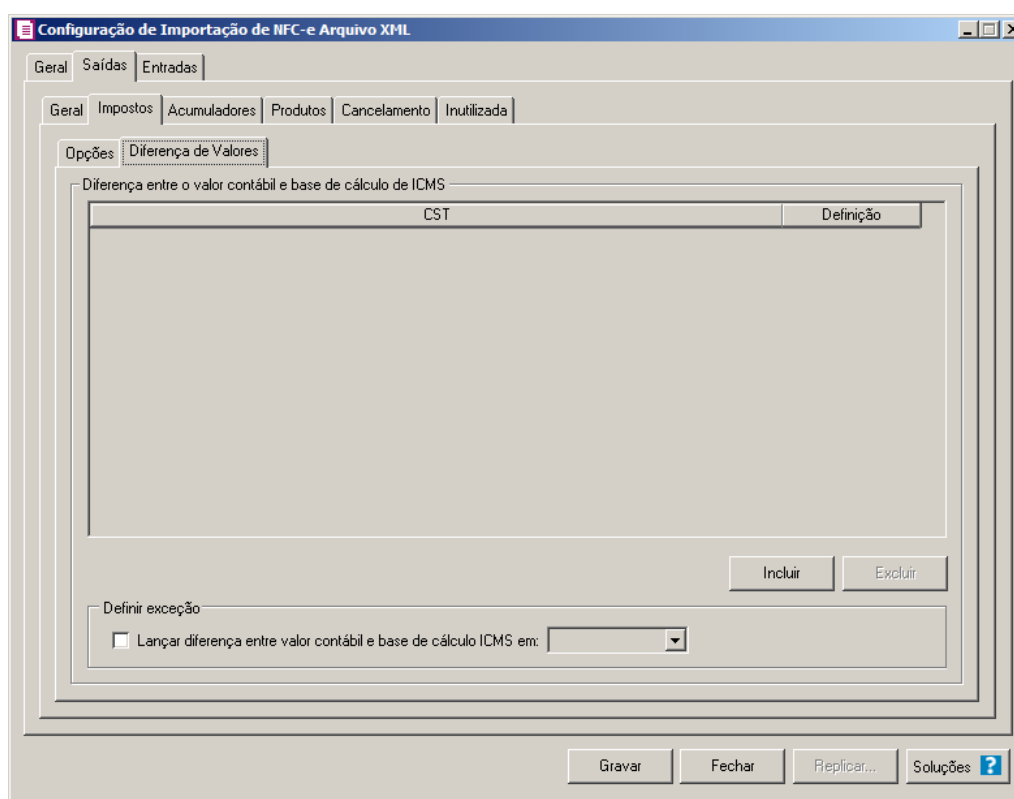 Configuração de Importação de NFC-e Arquivo XML
Geral Saídas Entradas
Geral Impostos Acumuladores Produtos Cancelamento Inutilizada
Opções Diferença de Valores
Diferença entre o valor contábil e base de cálculo de ICMS
CST Definição
Incluir Excluir
Definir exceção
Lançar diferença entre valor contábil e base de cálculo ICMS em:
Gravar Fechar Replicar... Soluções ?